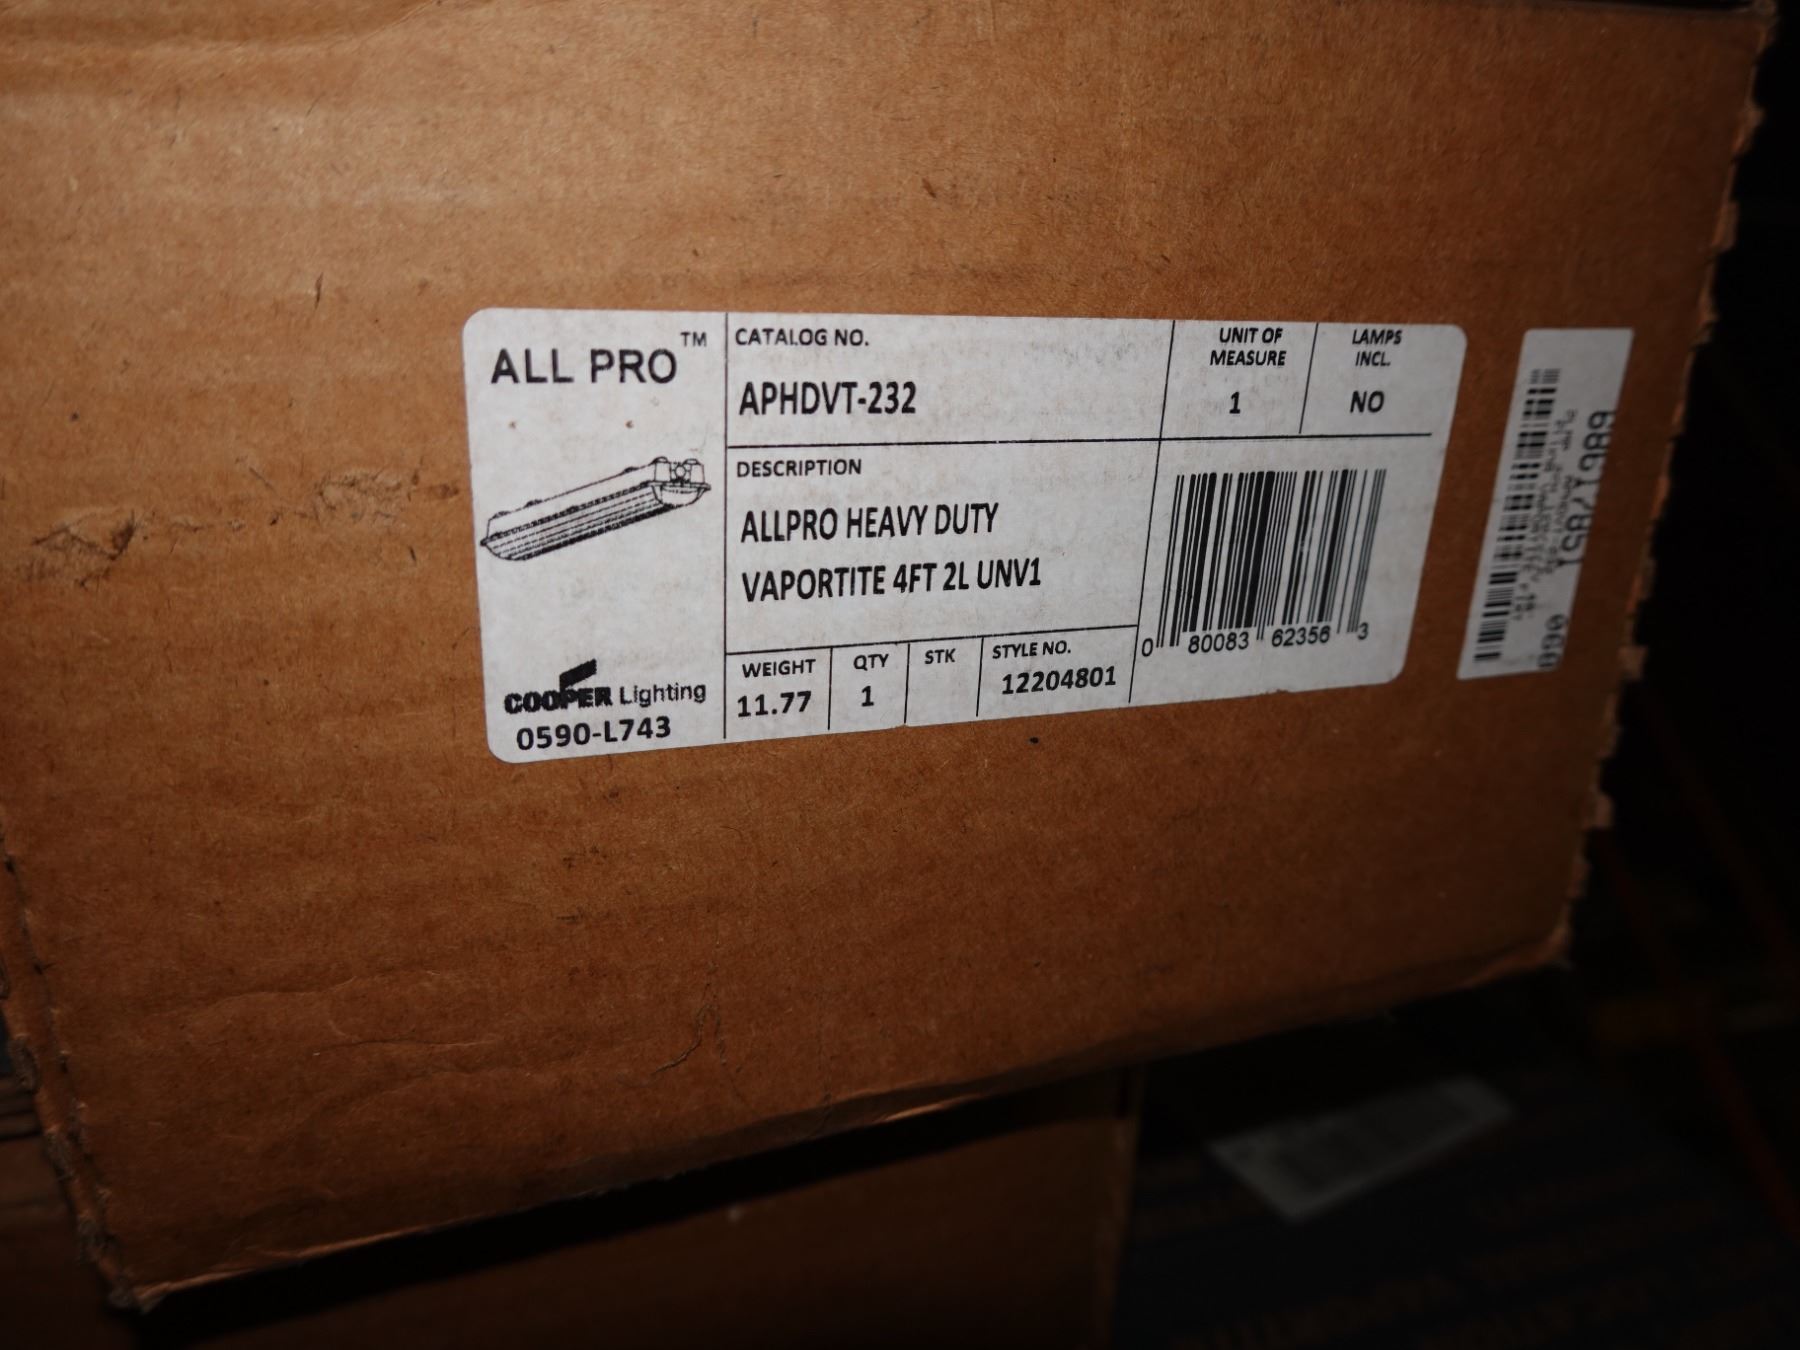 ALL PRO™
COOPER Lighting
0590-L743
CATALOG NO.
APHDVT-232
UNIT OF
MEASURE
1
LAMPS
INCL.
NO
DESCRIPTION
ALLPRO HEAVY DUTY
VAPORTITE 4FT 2L UNV1
WEIGHT
11.77
QTY
1
STK
STYLE NO.
12204801
0 80083 62356 3